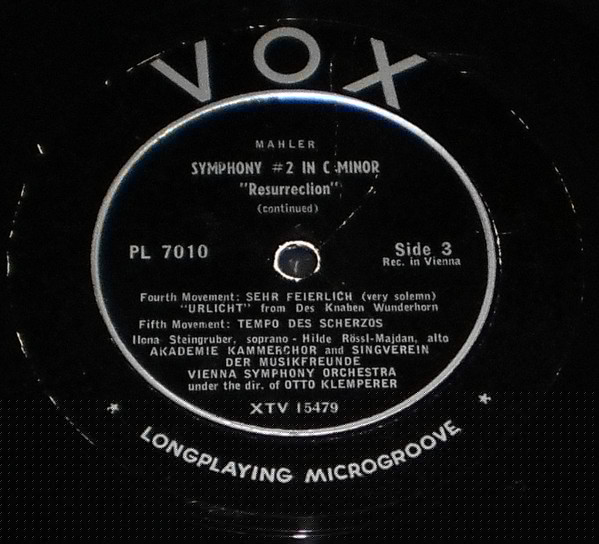 VOX
MAHLER
SYMPHONY #2 IN C MINOR
"Resurrection"
(continued)
PL 7010
Side 3
Rec. in Vienna
Fourth Movement: SEHR FEIERLICH (very solemn)
"URLICHT" from Des Knaben Wunderhorn
Fifth Movement: TEMPO DES SCHERZOS
Ilona Steingruber, soprano - Hilde Rössl-Majdan, alto
AKADEMIE KAMMERCHOR and SINGVEREIN
DER MUSIKFREUNDE
VIENNA SYMPHONY ORCHESTRA
under the dir. of OTTO KLEMPERER
XTV 15479
* LONGPLAYING MICROGROOVE *